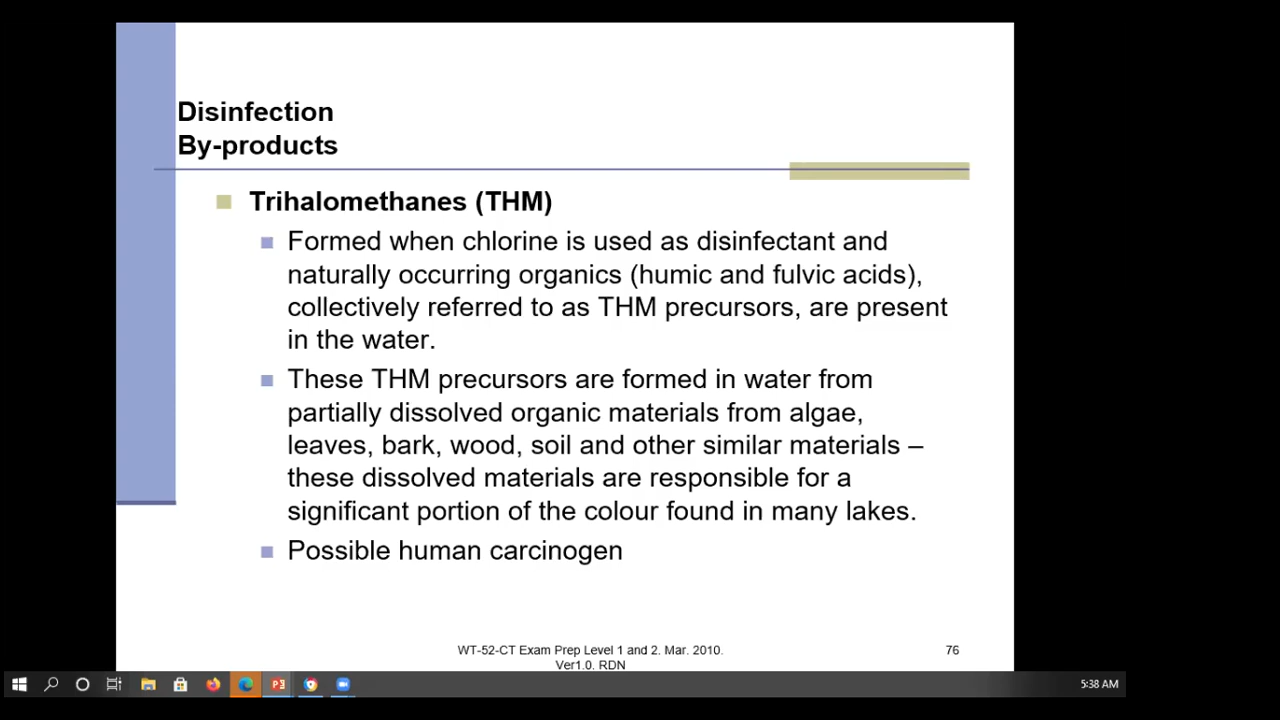 Disinfection
By-products
Trihalomethanes (THM)
Formed when chlorine is used as disinfectant and
naturally occurring organics (humic and fulvic acids),
collectively referred to as THM precursors, are present
in the water.
These THM precursors are formed in water from
partially dissolved organic materials from algae,
leaves, bark, wood, soil and other similar materials –
these dissolved materials are responsible for a
significant portion of the colour found in many lakes.
Possible human carcinogen
WT-52-CT Exam Prep Level 1 and 2. Mar. 2010.
Ver1.0. RDN
76
5:38 AM